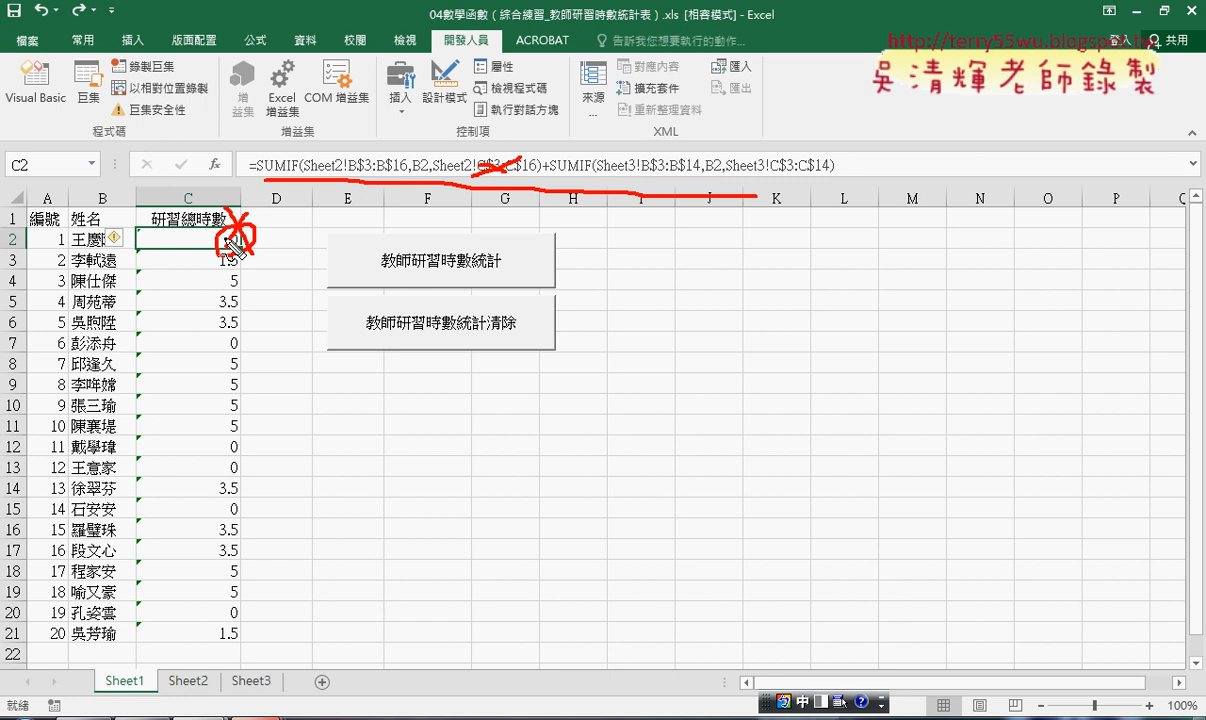 04數學函數（綜合練習_教師研習時數統計表）.xls [相容模式] - Excel
檔案 常用 插入 版面配置 公式 資料 校閱 檢視 開發人員 ACROBAT 告訴我您想要執行的動作... 登入 共用
http://terry55wu.blogspot.tw
吳清輝老師錄製
Visual Basic 巨集 錄製巨集 以相對位置錄製 巨集安全性
程式碼
增益集 Excel 增益集 COM 增益集
增益集
插入 設計模式 屬性 檢視程式碼 執行對話方塊
控制項
來源... 對應內容 擴充套件 重新整理資料 匯入 匯出
XML
C2 fx =SUMIF(Sheet2!B$3:B$16,B2,Sheet2!C$3:C$16)+SUMIF(Sheet3!B$3:B$14,B2,Sheet3!C$3:C$14)
A B C D E F G H I J K L M N O P Q
1 編號 姓名 研習總時數
2 1 王慶
3 2 李軾遠 1.5
4 3 陳仕傑 5
5 4 周苑蒂 3.5
6 5 吳煦陞 3.5
7 6 彭添舟 0
8 7 邱逢久 5
9 8 李哖嫆 5
10 9 張三瑜 5
11 10 陳襄堤 5
12 11 戴學瑋 0
13 12 王意家 0
14 13 徐翠芬 3.5
15 14 石安安 0
16 15 羅璧珠 3.5
17 16 段文心 3.5
18 17 程家安 5
19 18 喻又豪 5
20 19 孔姿雲 0
21 20 吳芳瑜 1.5
22
教師研習時數統計
教師研習時數統計清除
Sheet1 Sheet2 Sheet3
就緒 中 100%